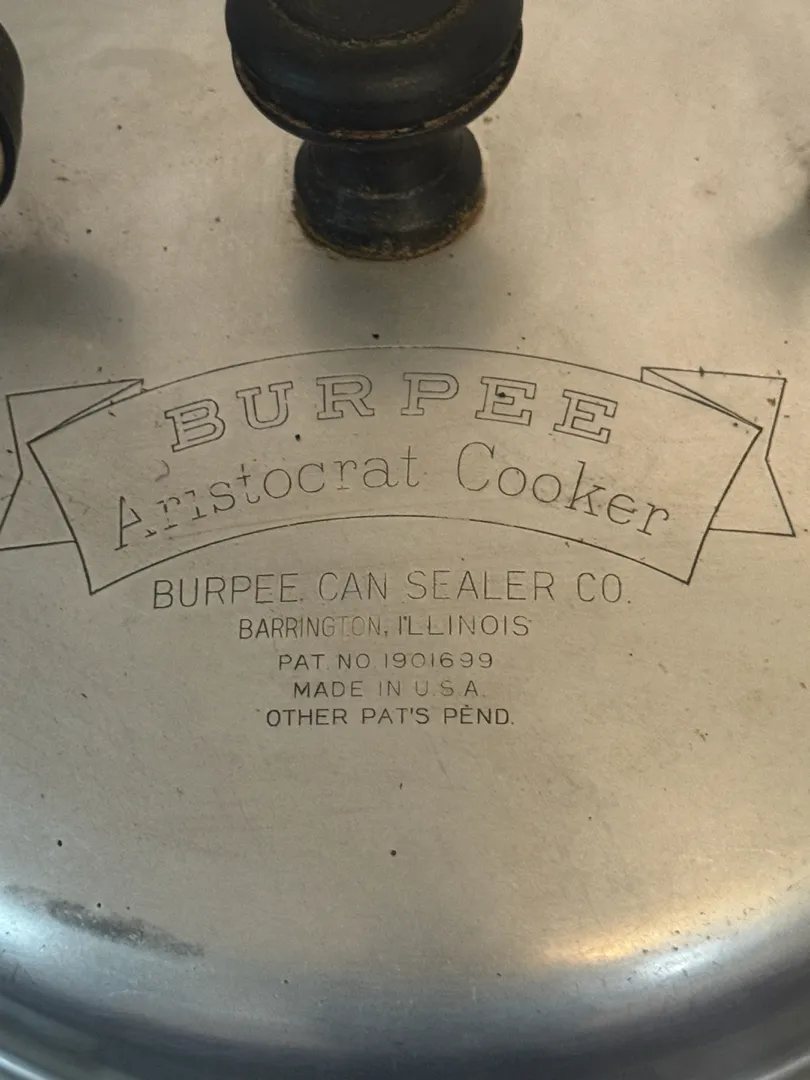 BURPEE
Aristocrat Cooker
BURPEE CAN SEALER CO.
BARRINGTON, ILLINOIS
PAT. NO. 1901699
MADE IN U.S.A.
OTHER PAT'S PEND.